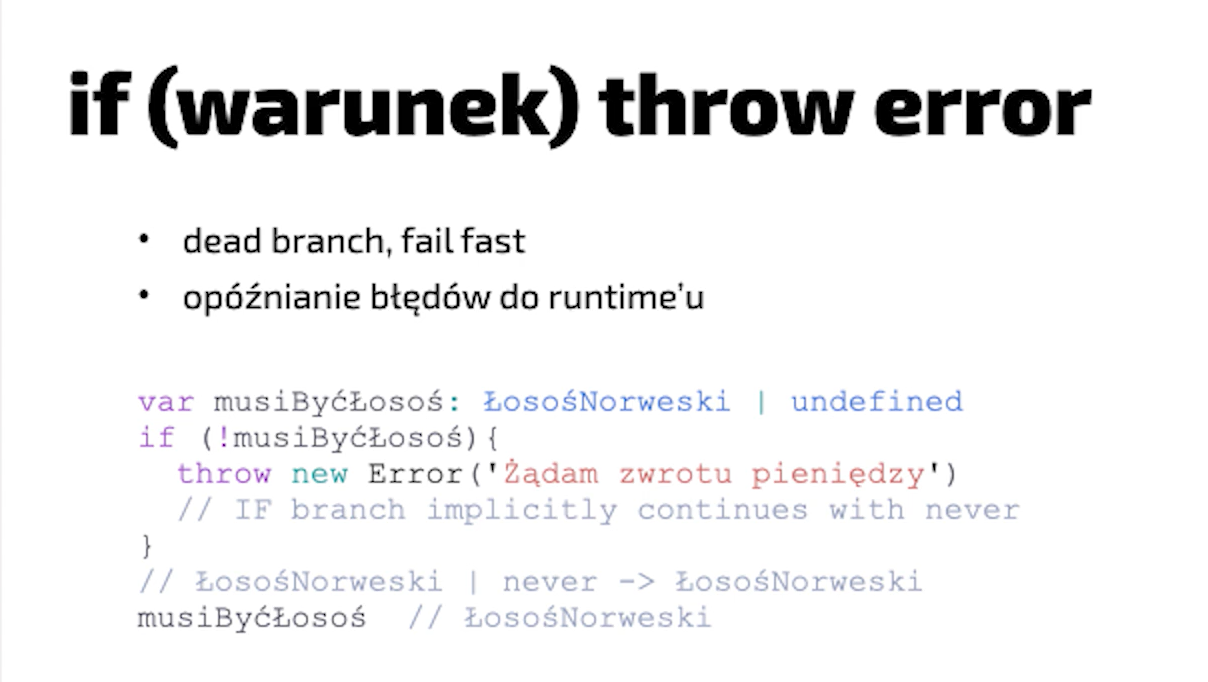 if (warunek) throw error
• dead branch, fail fast
• opóźnianie błędów do runtime’u
var musiByćŁosoś: ŁosośNorweski | undefined
if (!musiByćŁosoś){
  throw new Error('Żądam zwrotu pieniędzy')
  // IF branch implicitly continues with never
}
// ŁosośNorweski | never -> ŁosośNorweski
musiByćŁosoś  // ŁosośNorweski